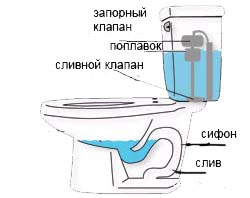 запорный
клапан
поплавок
сливной клапан
сифон
слив